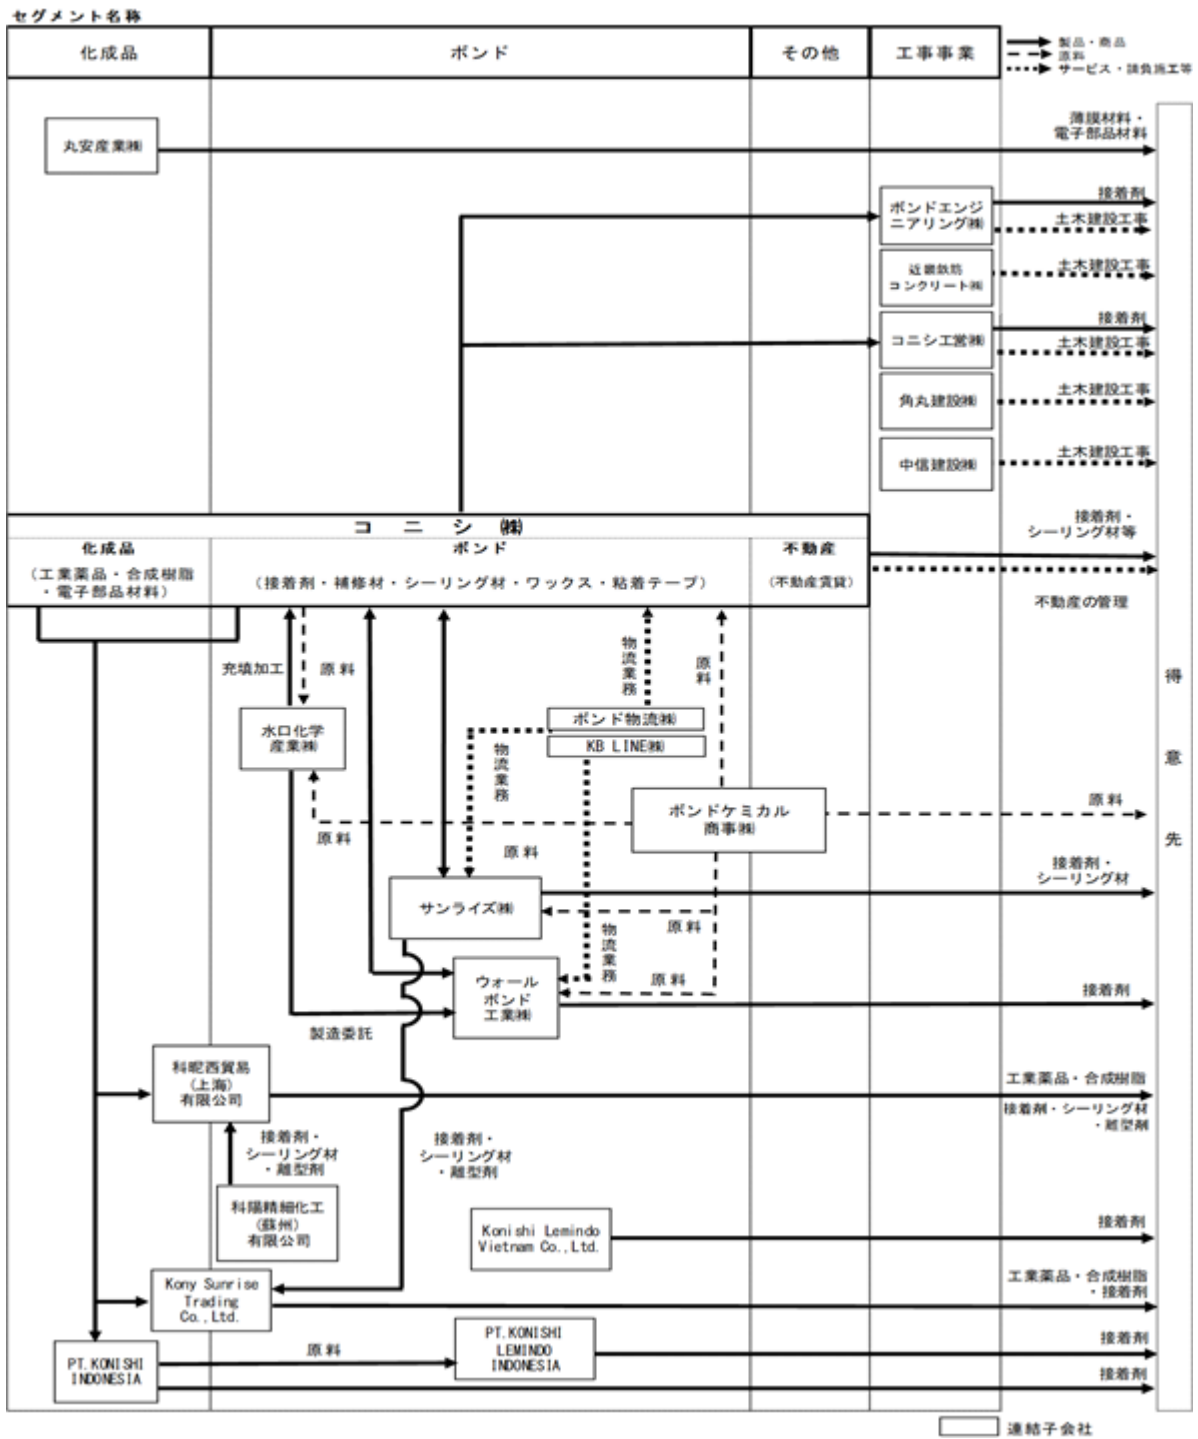 セグメント名称
化成品
ボンド
その他
工事事業
製品・商品
原料
サービス・請負施工等
丸安産業㈱
薄膜材料・
電子部品材料
ボンドエンジ
ニアリング㈱
接着剤
土木建設工事
近畿鉄筋
コンクリート㈱
土木建設工事
コニシ工営㈱
接着剤
土木建設工事
角丸建設㈱
土木建設工事
中信建設㈱
土木建設工事
コニシ㈱
化成品
(工業薬品・合成樹脂
・電子部品材料)
ボンド
(接着剤・補修材・シーリング材・ワックス・粘着テープ)
不動産
(不動産賃貸)
接着剤・
シーリング材等
不動産の管理
得意先
充填加工
原料
物流業務
原料
水口化学
産業㈱
ボンド物流㈱
KB LINE㈱
物流業務
ボンドケミカル
商事㈱
原料
原料
原料
接着剤・
シーリング材
サンライズ㈱
原料
物流業務
原料
ウォール
ボンド
工業㈱
接着剤
製造委託
科昵西貿易
(上海)
有限公司
工業薬品・合成樹脂
接着剤・シーリング材
・離型剤
接着剤・
シーリング材
・離型剤
接着剤・
シーリング材
・離型剤
科陽精細化工
(蘇州)
有限公司
Konishi Lemindo
Vietnam Co.,Ltd.
接着剤
Kony Sunrise
Trading
Co.,Ltd.
工業薬品・合成樹脂
・接着剤
PT.KONISHI
INDONESIA
原料
PT.KONISHI
LEMINDO
INDONESIA
接着剤
接着剤
連結子会社